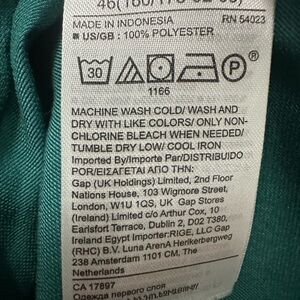 MADE IN INDONESIA RN 54023
■ US/GB : 100% POLYESTER
30 P
1166
MACHINE WASH COLD/ WASH AND
DRY WITH LIKE COLORS/ ONLY NON-
CHLORINE BLEACH WHEN NEEDED/
TUMBLE DRY LOW/ COOL IRON
Imported By/Importe Par/DISTRIBUIDO
POR/ΕΙΣΑΓΕΤΑΙ ΑΠΟ ΤΗΝ:
Gap (UK Holdings) Limited, 2nd Floor
Nations House, 103 Wigmore Street,
London, W1U 1QS, UK Gap Stores
(Ireland) Limited c/o Arthur Cox, 10
Earlsfort Terrace, Dublin 2, D02 T380,
Ireland Egypt Importer:RIGE, LLC Gap
(RHC) B.V. Luna ArenA Herikerbergweg
238 Amsterdam 1101 CM, The
Netherlands
CA 17897
Одежда первого слоя